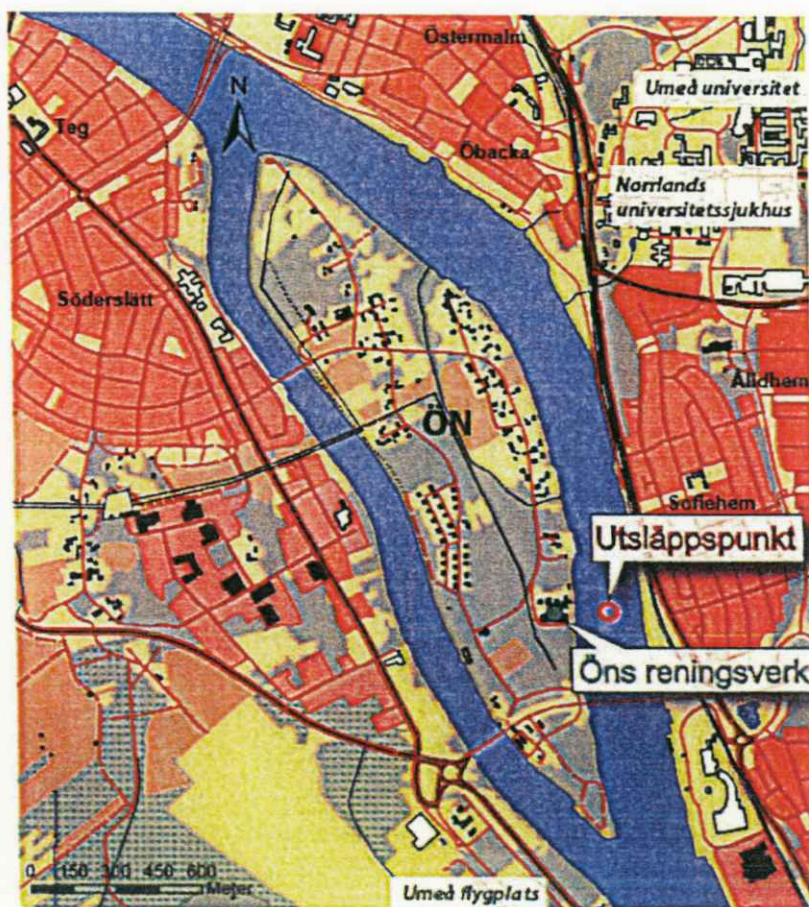 Östermalm
Umeå universitet
N
Teg
Öbacka
Norrlands
universitetssjukhus
Söderslätt
Ålidhem
ÖN
Sofiehem
Utsläppspunkt
Öns reningsverk
0 150 300 450 600
Meter
Umeå flygplats